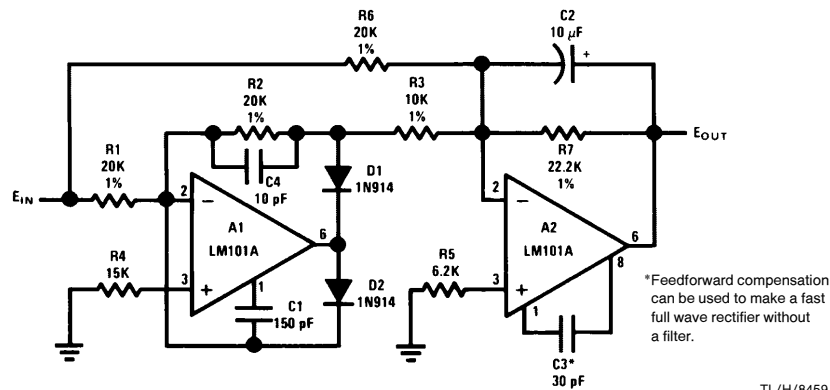 R6
20K
1%
C2
10 μF
+
R2
20K
1%
R3
10K
1%
R1
20K
1%
C4
10 pF
D1
1N914
R7
22.2K
1%
EOUT
EIN
2
−
A1
LM101A
6
2
−
A2
LM101A
6
8
R4
15K
3
+
1
C1
150 pF
D2
1N914
R5
6.2K
3
+
1
C3*
30 pF
*Feedforward compensation
can be used to make a fast
full wave rectifier without
a filter.
TL/H/8459